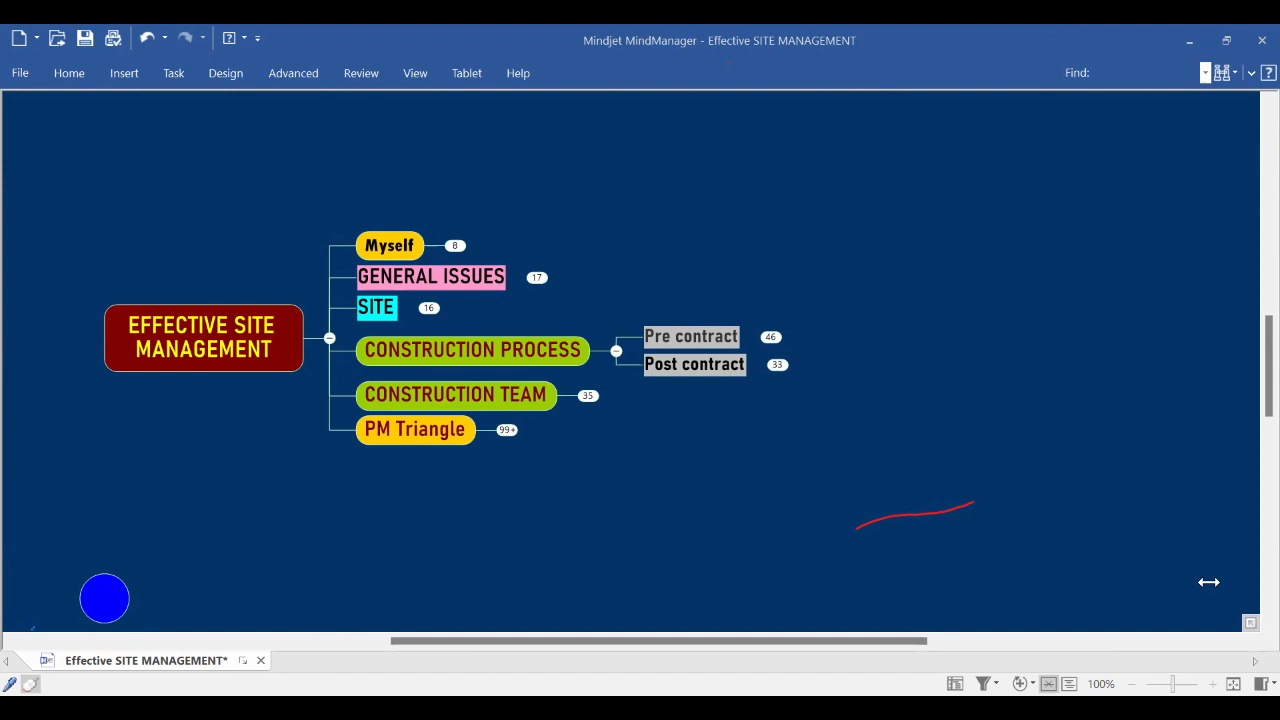 Mindjet MindManager - Effective SITE MANAGEMENT
File Home Insert Task Design Advanced Review View Tablet Help Find:
Myself 8
GENERAL ISSUES 17
SITE 16
EFFECTIVE SITE
MANAGEMENT
CONSTRUCTION PROCESS
Pre contract 46
Post contract 33
CONSTRUCTION TEAM 35
PM Triangle 99+
Effective SITE MANAGEMENT*
100%